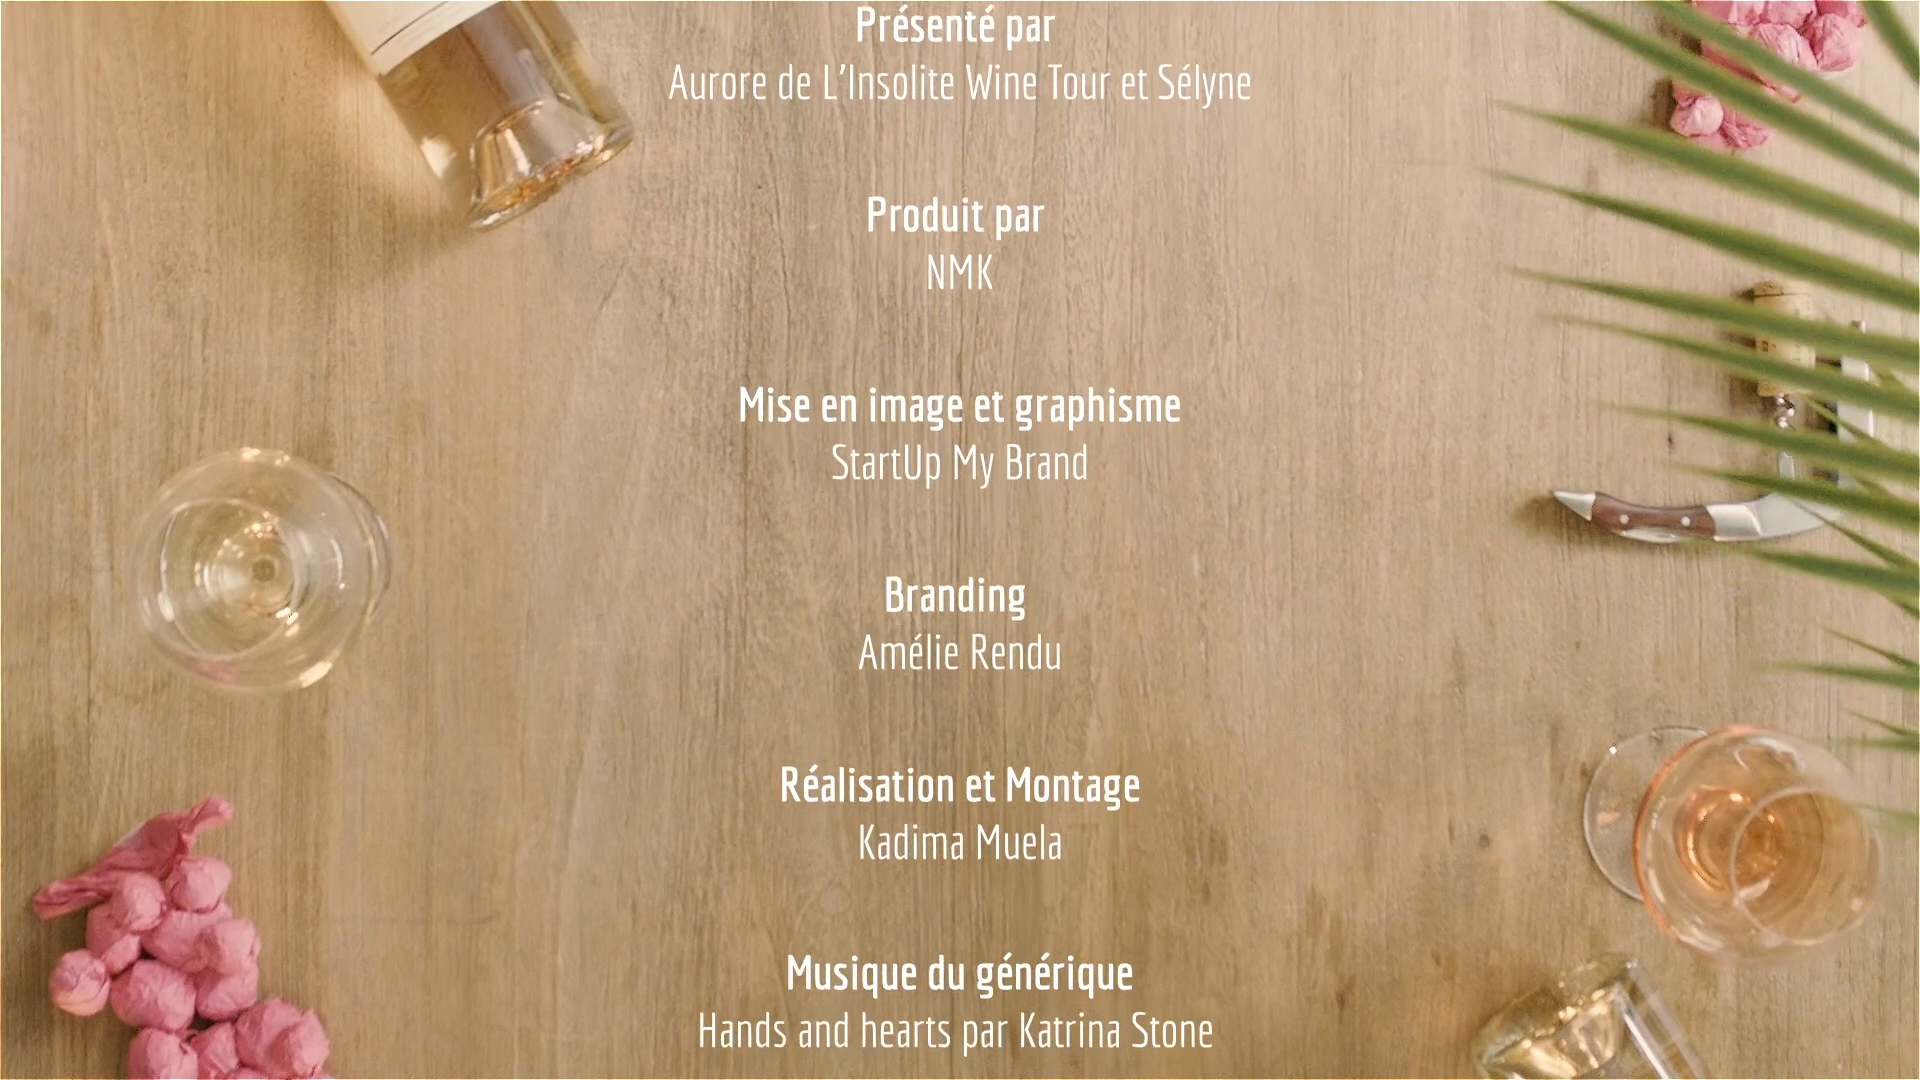 Présenté par
Aurore de L'Insolite Wine Tour et Sélyne
Produit par
NMK
Mise en image et graphisme
StartUp My Brand
Branding
Amélie Rendu
Réalisation et Montage
Kadima Muela
Musique du générique
Hands and hearts par Katrina Stone